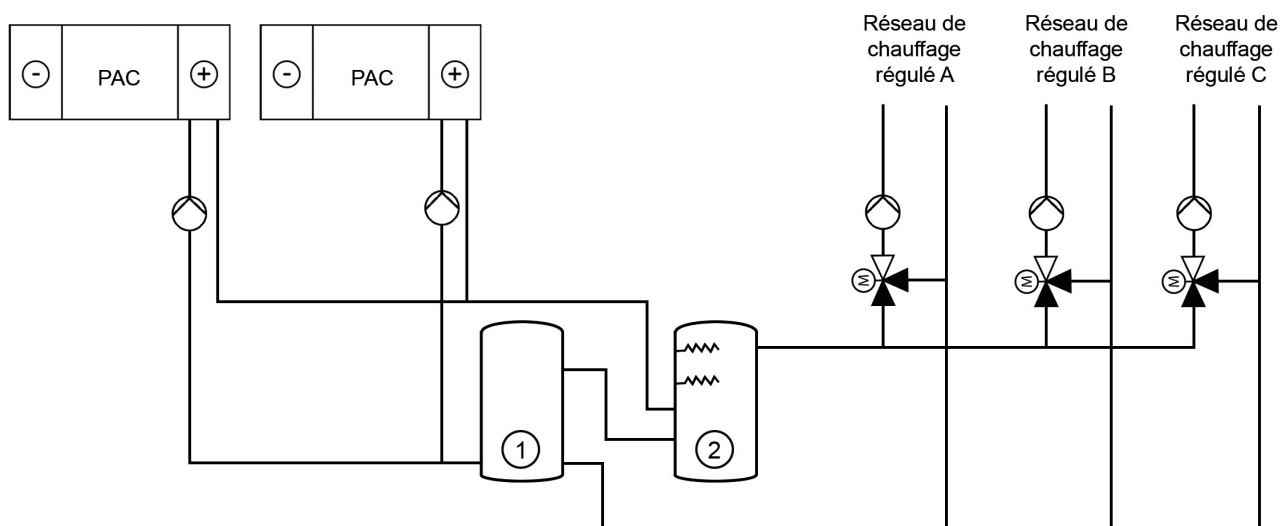 Réseau de
chauffage
régulé A
Réseau de
chauffage
régulé B
Réseau de
chauffage
régulé C
- PAC +
- PAC +
M
M
M
1
2